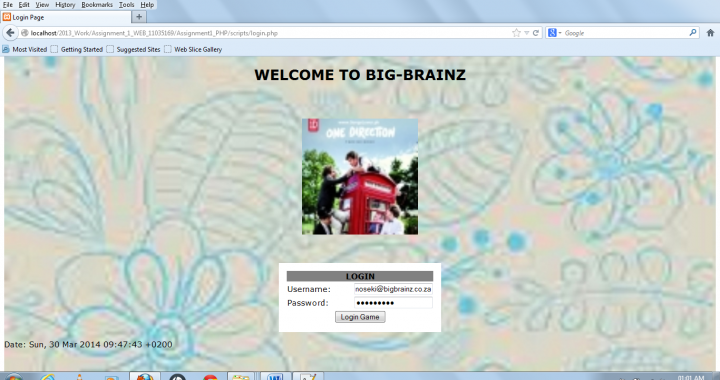 File Edit View History Bookmarks Tools Help
Login Page
localhost/2013_Work/Assignment_1_WEB_11035169/Assignment1_PHP/scripts/login.php
Google
Most Visited Getting Started Suggested Sites Web Slice Gallery
WELCOME TO BIG-BRAINZ
1D
ONE DIRECTION
LOGIN
Username: noseki@bigbrainz.co.za
Password: •••••••••
Login Game
Date: Sun, 30 Mar 2014 09:47:43 +0200